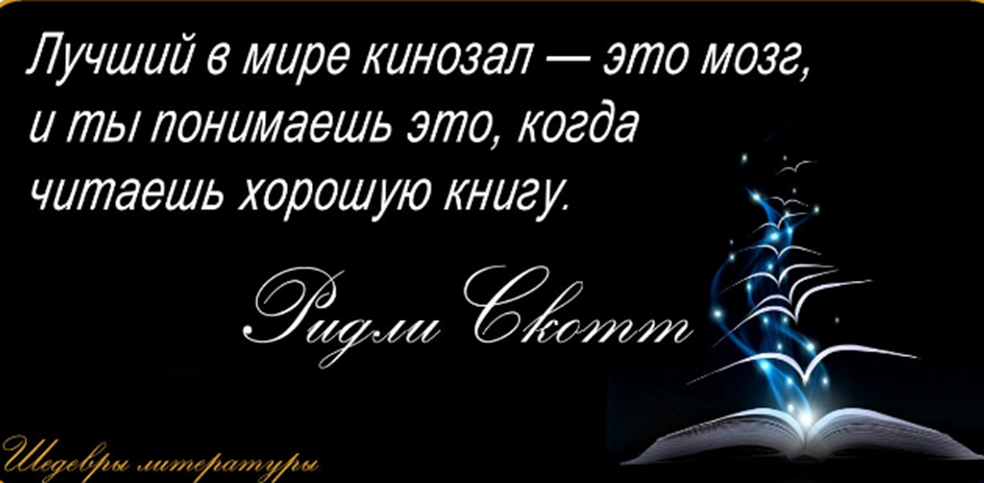 Лучший в мире кинозал — это мозг,
и ты понимаешь это, когда
читаешь хорошую книгу.
Ридли Скотт
Шедевры литературы